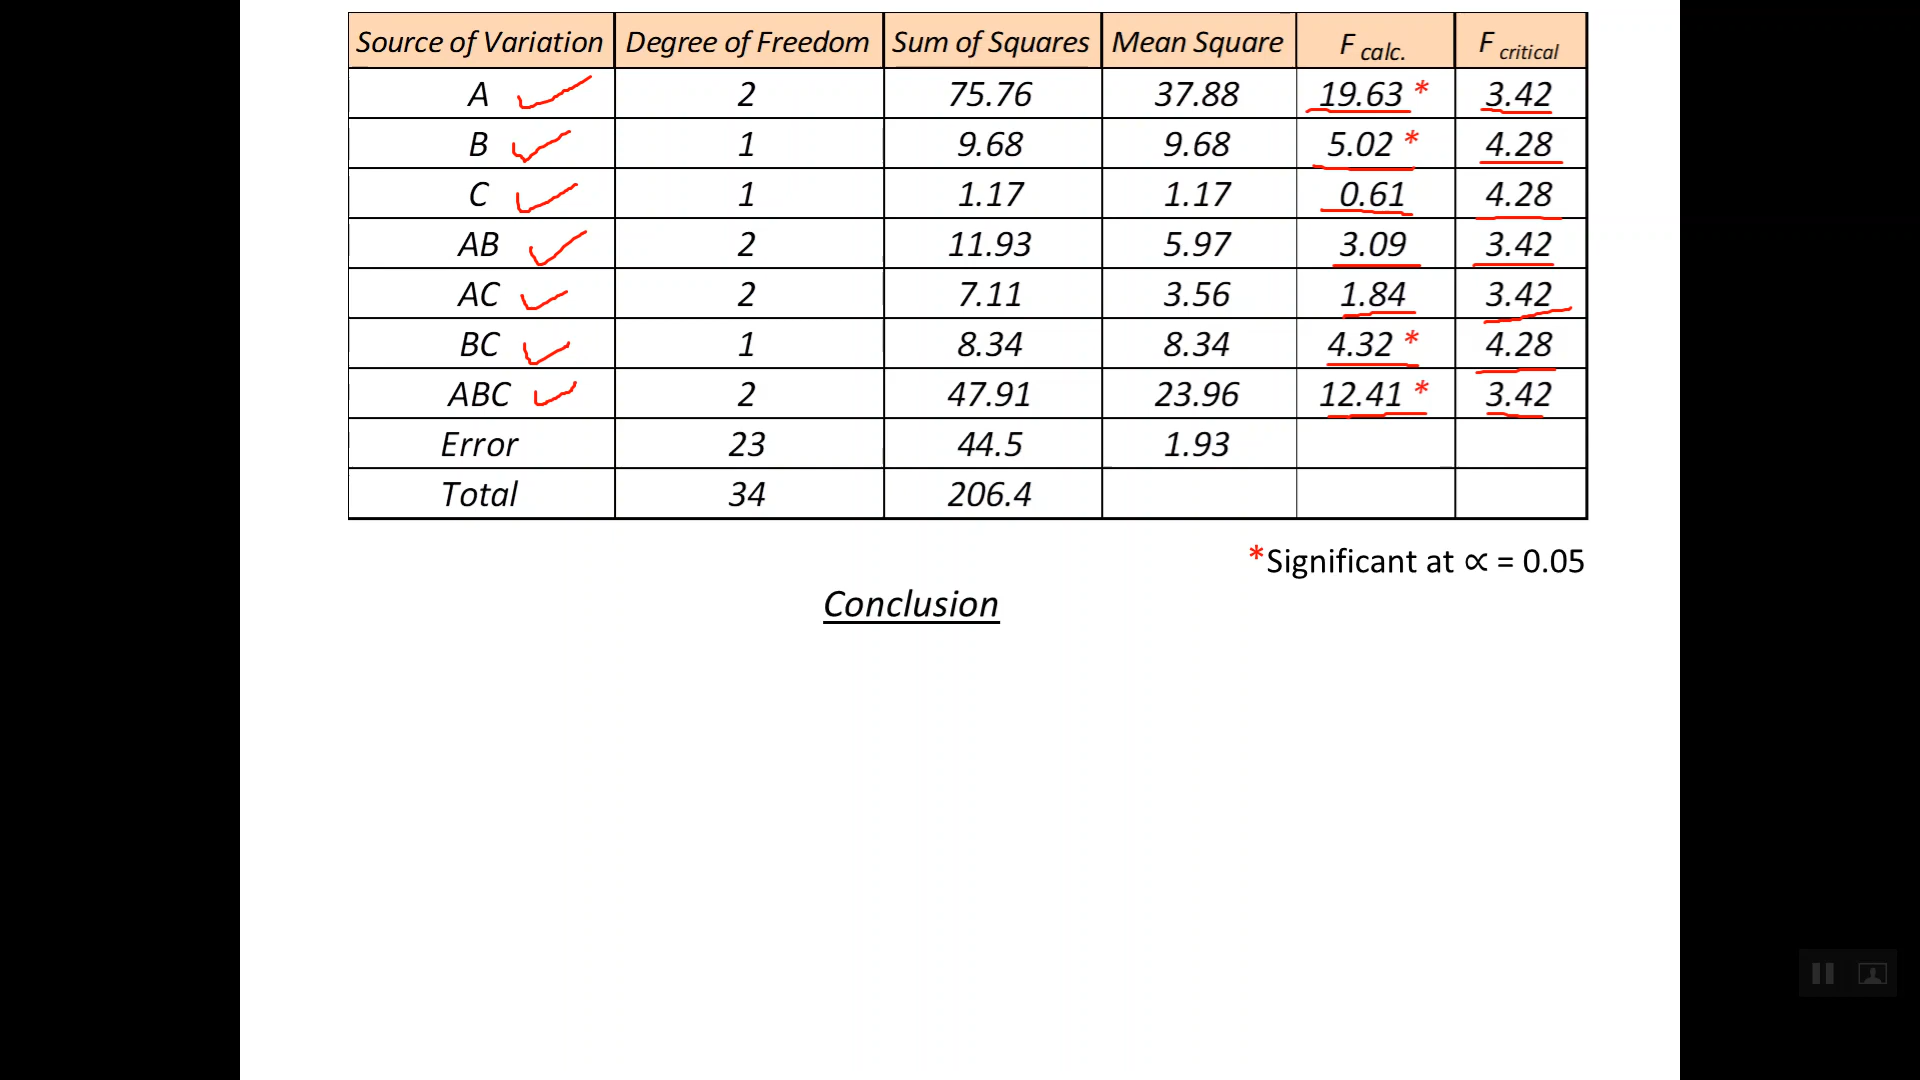 Source of Variation Degree of Freedom Sum of Squares Mean Square F calc. F critical
A 2 75.76 37.88 19.63 * 3.42
B 1 9.68 9.68 5.02 * 4.28
C 1 1.17 1.17 0.61 4.28
AB 2 11.93 5.97 3.09 3.42
AC 2 7.11 3.56 1.84 3.42
BC 1 8.34 8.34 4.32 * 4.28
ABC 2 47.91 23.96 12.41 * 3.42
Error 23 44.5 1.93
Total 34 206.4
*Significant at ∝ = 0.05
Conclusion